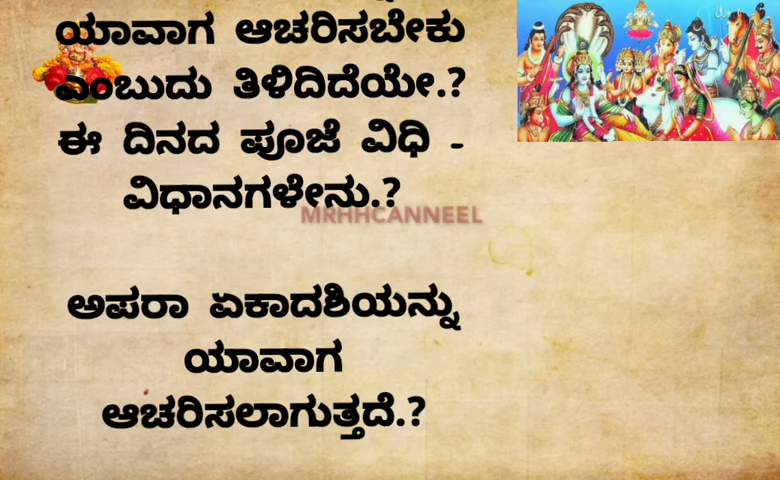 ಯಾವಾಗ ಆಚರಿಸಬೇಕು
ಎಂಬುದು ತಿಳಿದಿದೆಯೇ.?
ಈ ದಿನದ ಪೂಜೆ ವಿಧಿ -
ವಿಧಾನಗಳೇನು.?
MRHHCANNEEL
ಅಪರಾ ಏಕಾದಶಿಯನ್ನು
ಯಾವಾಗ
ಆಚರಿಸಲಾಗುತ್ತದೆ.?